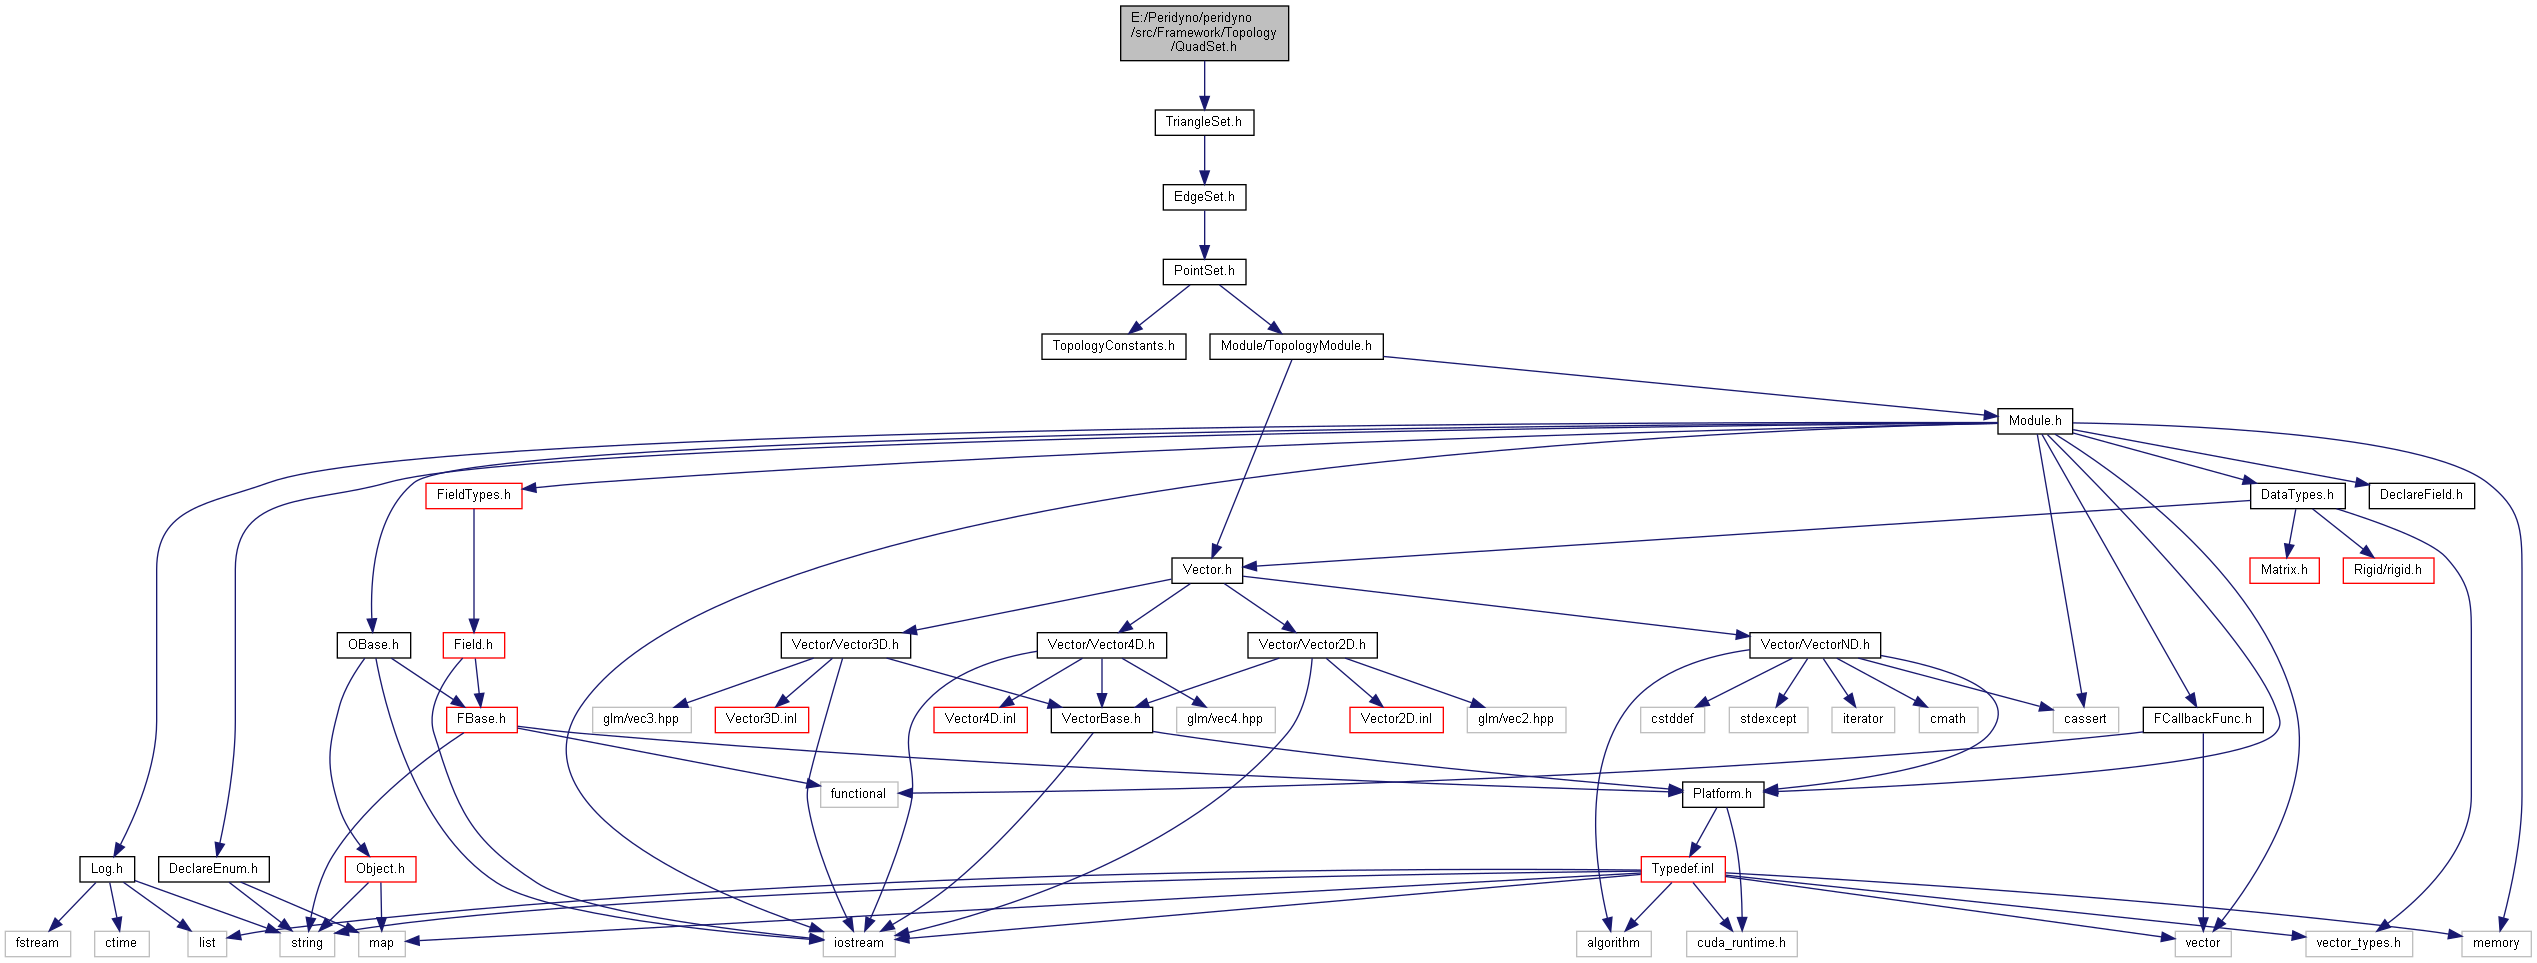 E:/Peridyno/peridyno
/src/Framework/Topology
/QuadSet.h
TriangleSet.h
EdgeSet.h
PointSet.h
TopologyConstants.h
Module/TopologyModule.h
Module.h
FieldTypes.h
DataTypes.h
DeclareField.h
Vector.h
Matrix.h
Rigid/rigid.h
OBase.h
Field.h
Vector/Vector3D.h
Vector/Vector4D.h
Vector/Vector2D.h
Vector/VectorND.h
FBase.h
glm/vec3.hpp
Vector3D.inl
Vector4D.inl
VectorBase.h
glm/vec4.hpp
Vector2D.inl
glm/vec2.hpp
cstddef
stdexcept
iterator
cmath
cassert
FCallbackFunc.h
functional
Platform.h
Log.h
DeclareEnum.h
Object.h
Typedef.inl
fstream
ctime
list
string
map
iostream
algorithm
cuda_runtime.h
vector
vector_types.h
memory